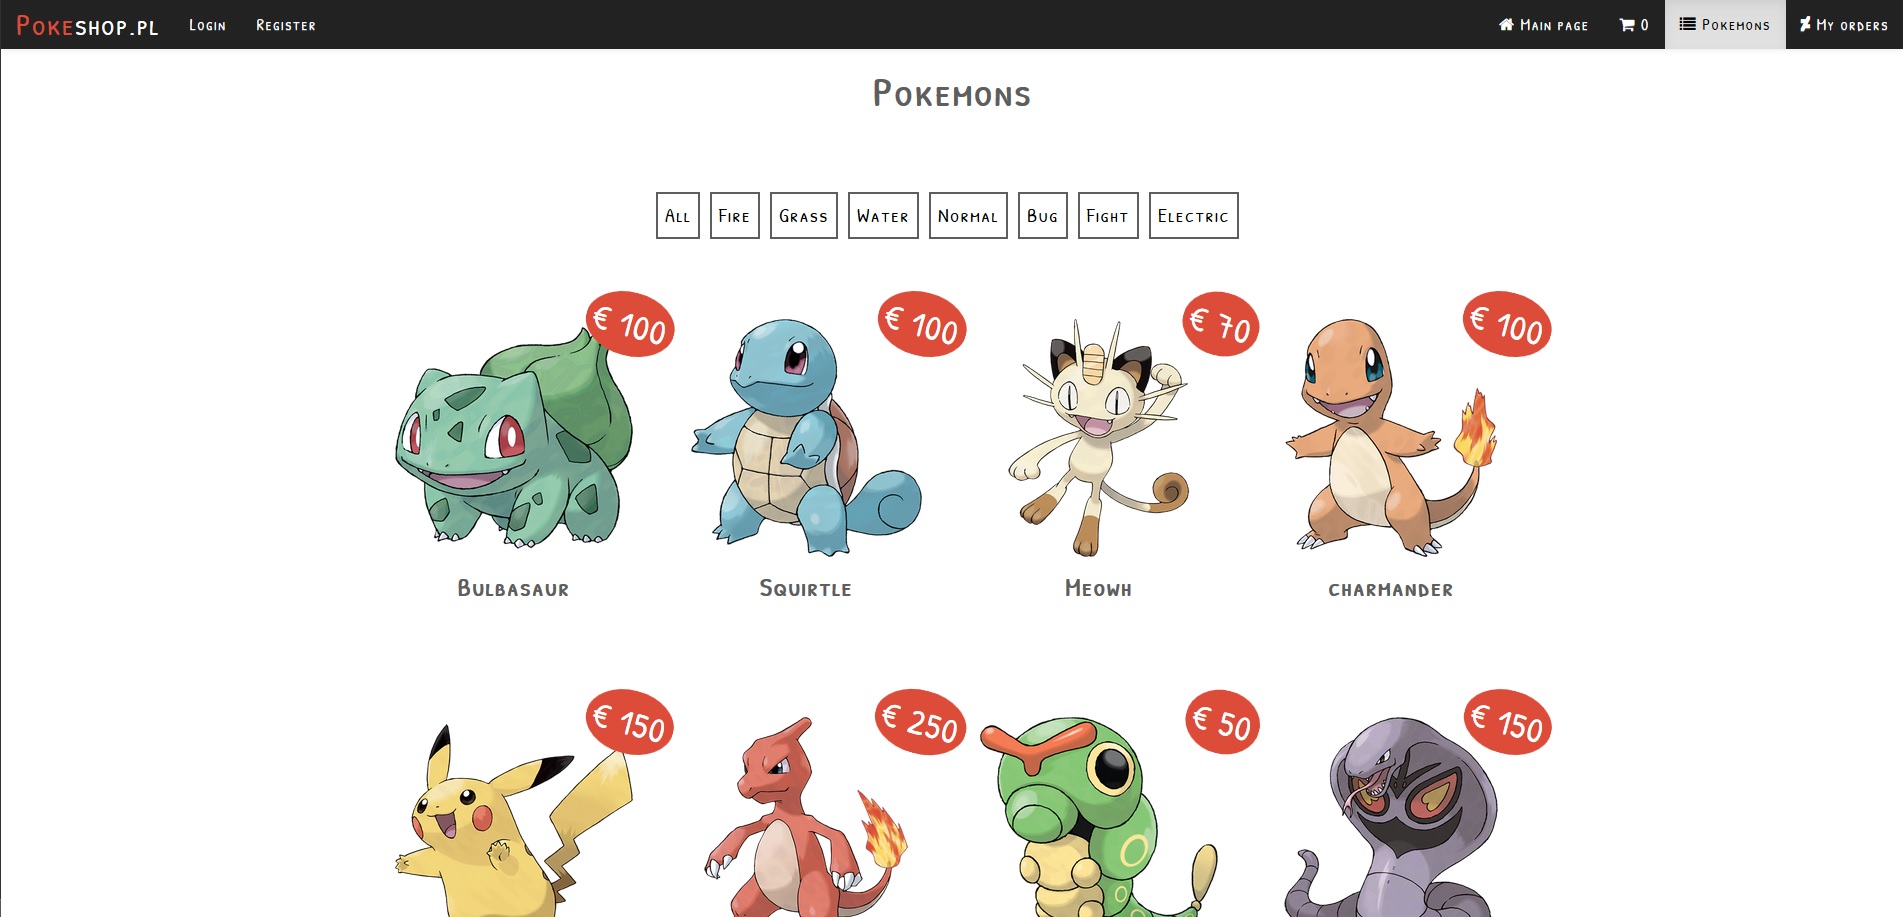 Pokeshop.pl Login Register Main page 0 Pokemons My orders
Pokemons
All Fire Grass Water Normal Bug Fight Electric
€ 100 € 100 € 70 € 100
Bulbasaur Squirtle Meowh charmander
€ 150 € 250 € 50 € 150